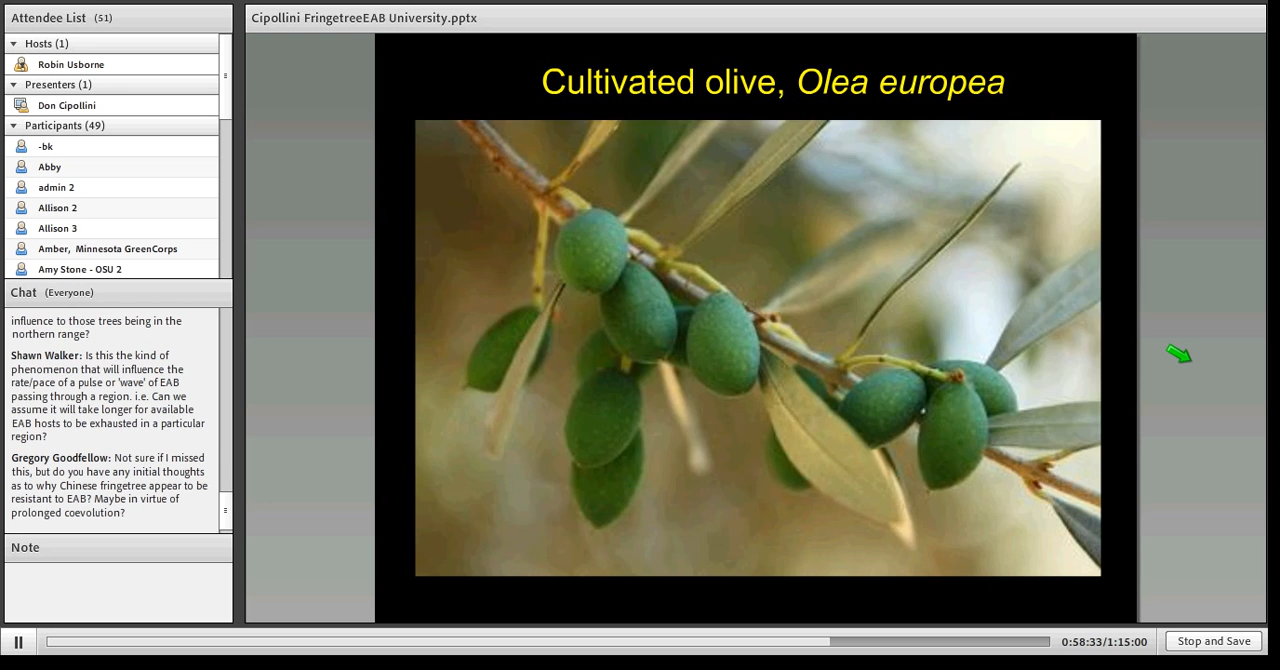 Attendee List (51)
Hosts (1)
Robin Usborne
Presenters (1)
Don Cipollini
Participants (49)
-bk
Abby
admin 2
Allison 2
Allison 3
Amber, Minnesota GreenCorps
Amy Stone - OSU 2
Chat (Everyone)
influence to those trees being in the
northern range?
Shawn Walker: Is this the kind of
phenomenon that will influence the
rate/pace of a pulse or 'wave' of EAB
passing through a region. i.e. Can we
assume it will take longer for available
EAB hosts to be exhausted in a particular
region?
Gregory Goodfellow: Not sure if I missed
this, but do you have any initial thoughts
as to why Chinese fringetree appear to be
resistant to EAB? Maybe in virtue of
prolonged coevolution?
Note
Cipollini FringetreeEAB University.pptx
Cultivated olive, Olea europea
0:58:33/1:15:00
Stop and Save